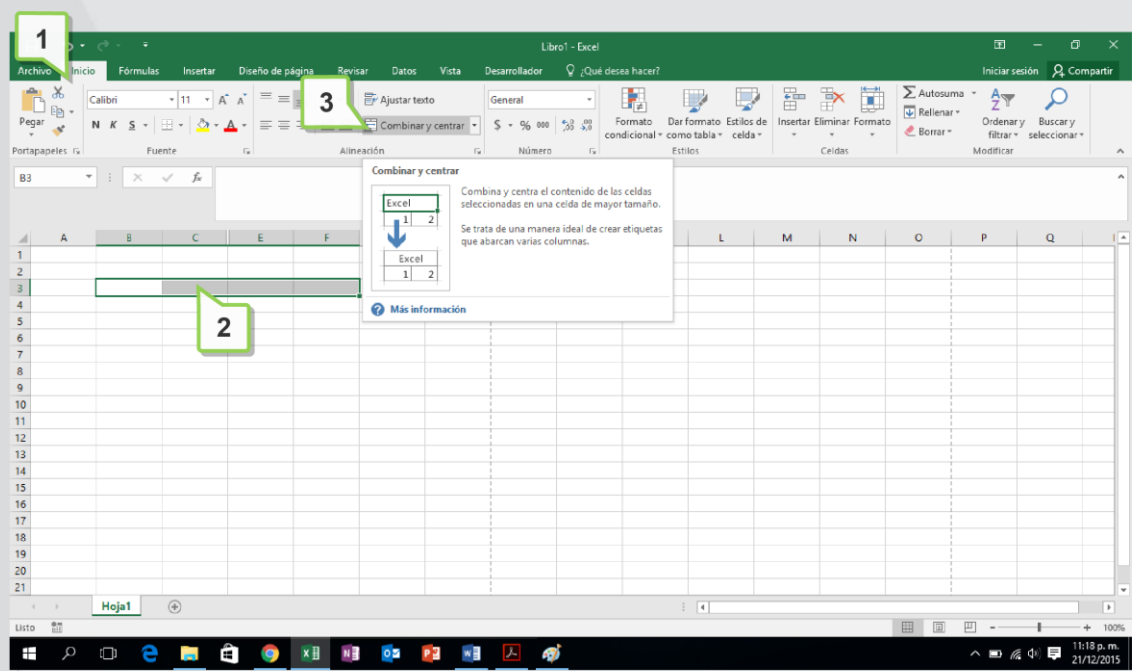 1
Libro1 - Excel
Archivo Inicio Fórmulas Insertar Diseño de página Revisar Datos Vista Desarrollador ¿Qué desea hacer? Iniciar sesión Compartir
Pegar
Calibri 11 A A
N K S A
3
Ajustar texto
Combinar y centrar
General
$ % 000
Formato condicional
Dar formato como tabla
Estilos de celda
Insertar Eliminar Formato
Autosuma
Rellenar
Borrar
Ordenar y filtrar
Buscar y seleccionar
Portapapeles Fuente Alineación Número Estilos Celdas Modificar
B3 fx
Combinar y centrar
Excel
1 2
Excel
1 2
Combina y centra el contenido de las celdas
seleccionadas en una celda de mayor tamaño.
Se trata de una manera ideal de crear etiquetas
que abarcan varias columnas.
Más información
A B C E F L M N O P Q
1
2
3
4
5
2
6
7
8
9
10
11
12
13
14
15
16
17
18
19
20
21
Hoja1
Listo 100%
11:18 p. m.
21/12/2015